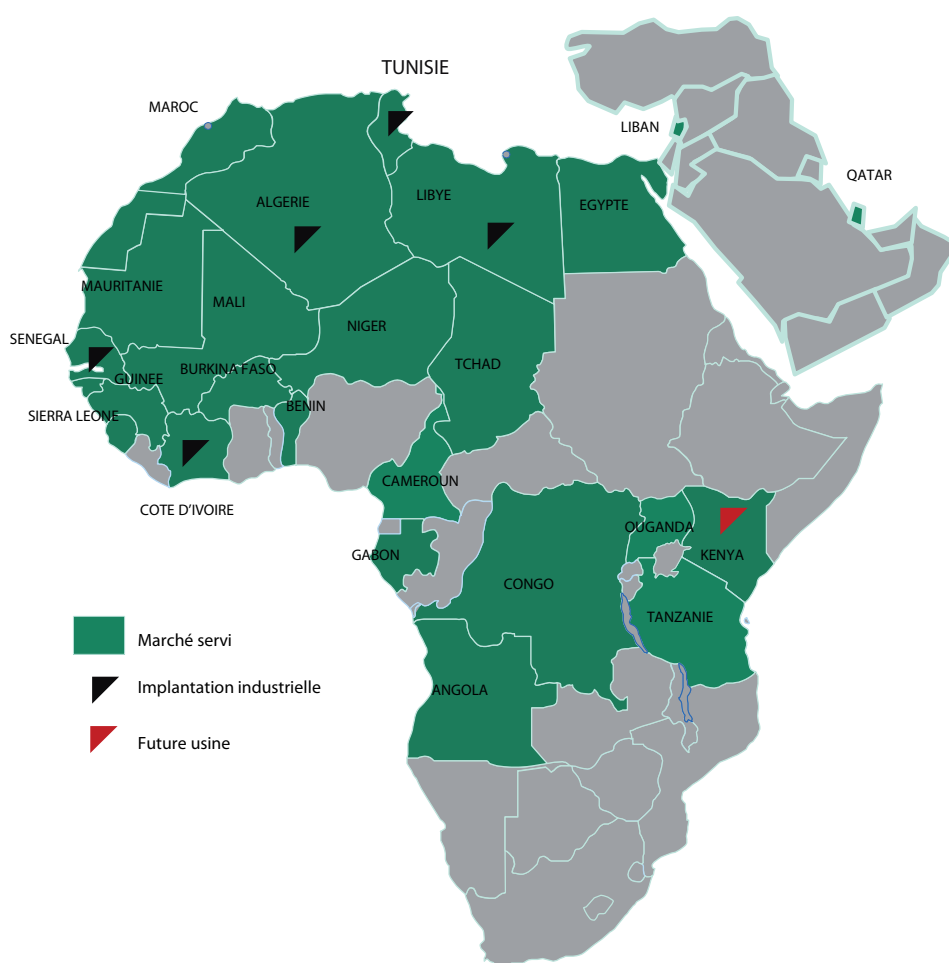 TUNISIE
MAROC
LIBAN
QATAR
ALGERIE
LIBYE
EGYPTE
MAURITANIE
MALI
NIGER
SENEGAL
GUINEE
BURKINA FASO
TCHAD
SIERRA LEONE
BENIN
CAMEROUN
COTE D'IVOIRE
OUGANDA
GABON
KENYA
CONGO
TANZANIE
ANGOLA
Marché servi
Implantation industrielle
Future usine